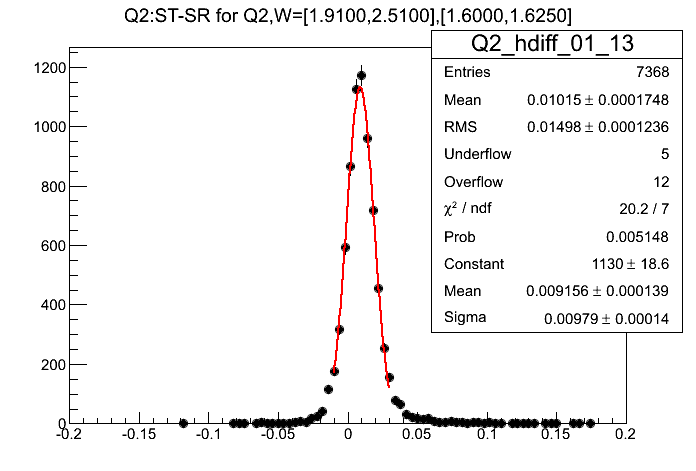 Q2:ST-SR for Q2,W=[1.9100,2.5100],[1.6000,1.6250]
Q2_hdiff_01_13
Entries 7368
Mean 0.01015 ± 0.0001748
RMS 0.01498 ± 0.0001236
Underflow 5
Overflow 12
χ² / ndf 20.2 / 7
Prob 0.005148
Constant 1130 ± 18.6
Mean 0.009156 ± 0.000139
Sigma 0.00979 ± 0.00014
1200
1000
800
600
400
200
0
-0.2 -0.15 -0.1 -0.05 0 0.05 0.1 0.15 0.2